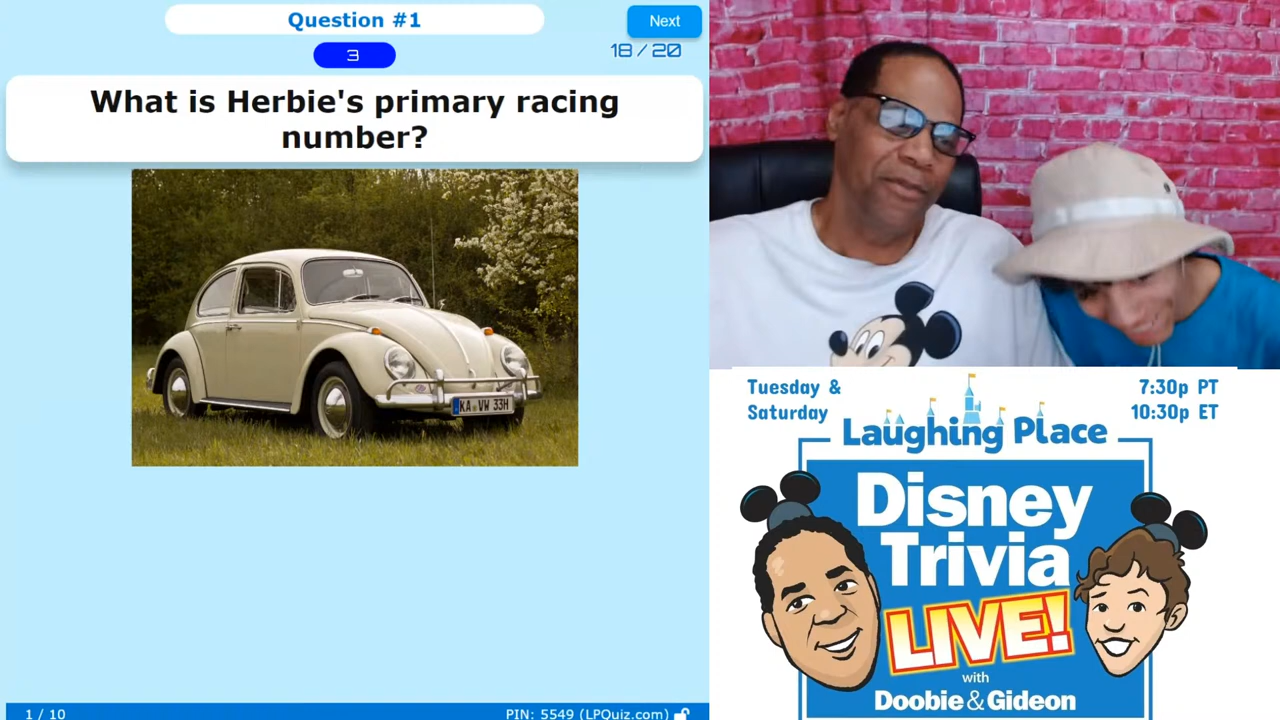 Question #1
Next
3
18 / 20
What is Herbie's primary racing
number?
KA VW 33H
1 / 10
PIN: 5549 (LPQuiz.com)
Tuesday &
Saturday
7:30p PT
10:30p ET
Laughing Place
Disney
Trivia
LIVE!
with
Doobie & Gideon